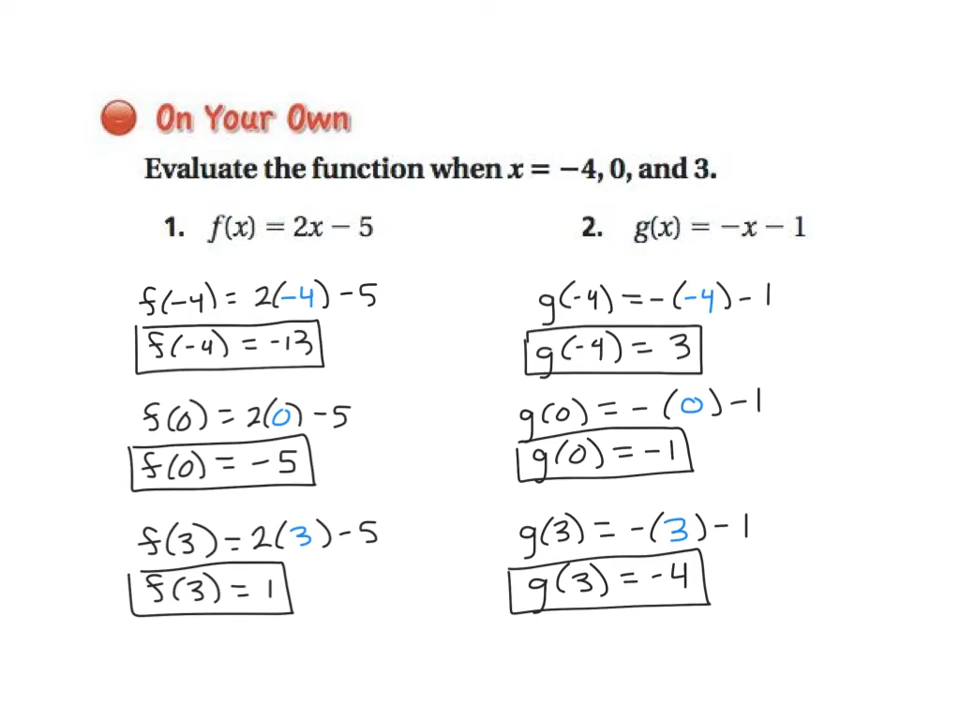 On Your Own
Evaluate the function when x = −4, 0, and 3.
1. f(x) = 2x − 5
f(-4) = 2(-4) - 5
f(-4) = -13
f(0) = 2(0) - 5
f(0) = -5
f(3) = 2(3) - 5
f(3) = 1
2. g(x) = −x − 1
g(-4) = -(-4) - 1
g(-4) = 3
g(0) = -(0) - 1
g(0) = -1
g(3) = -(3) - 1
g(3) = -4